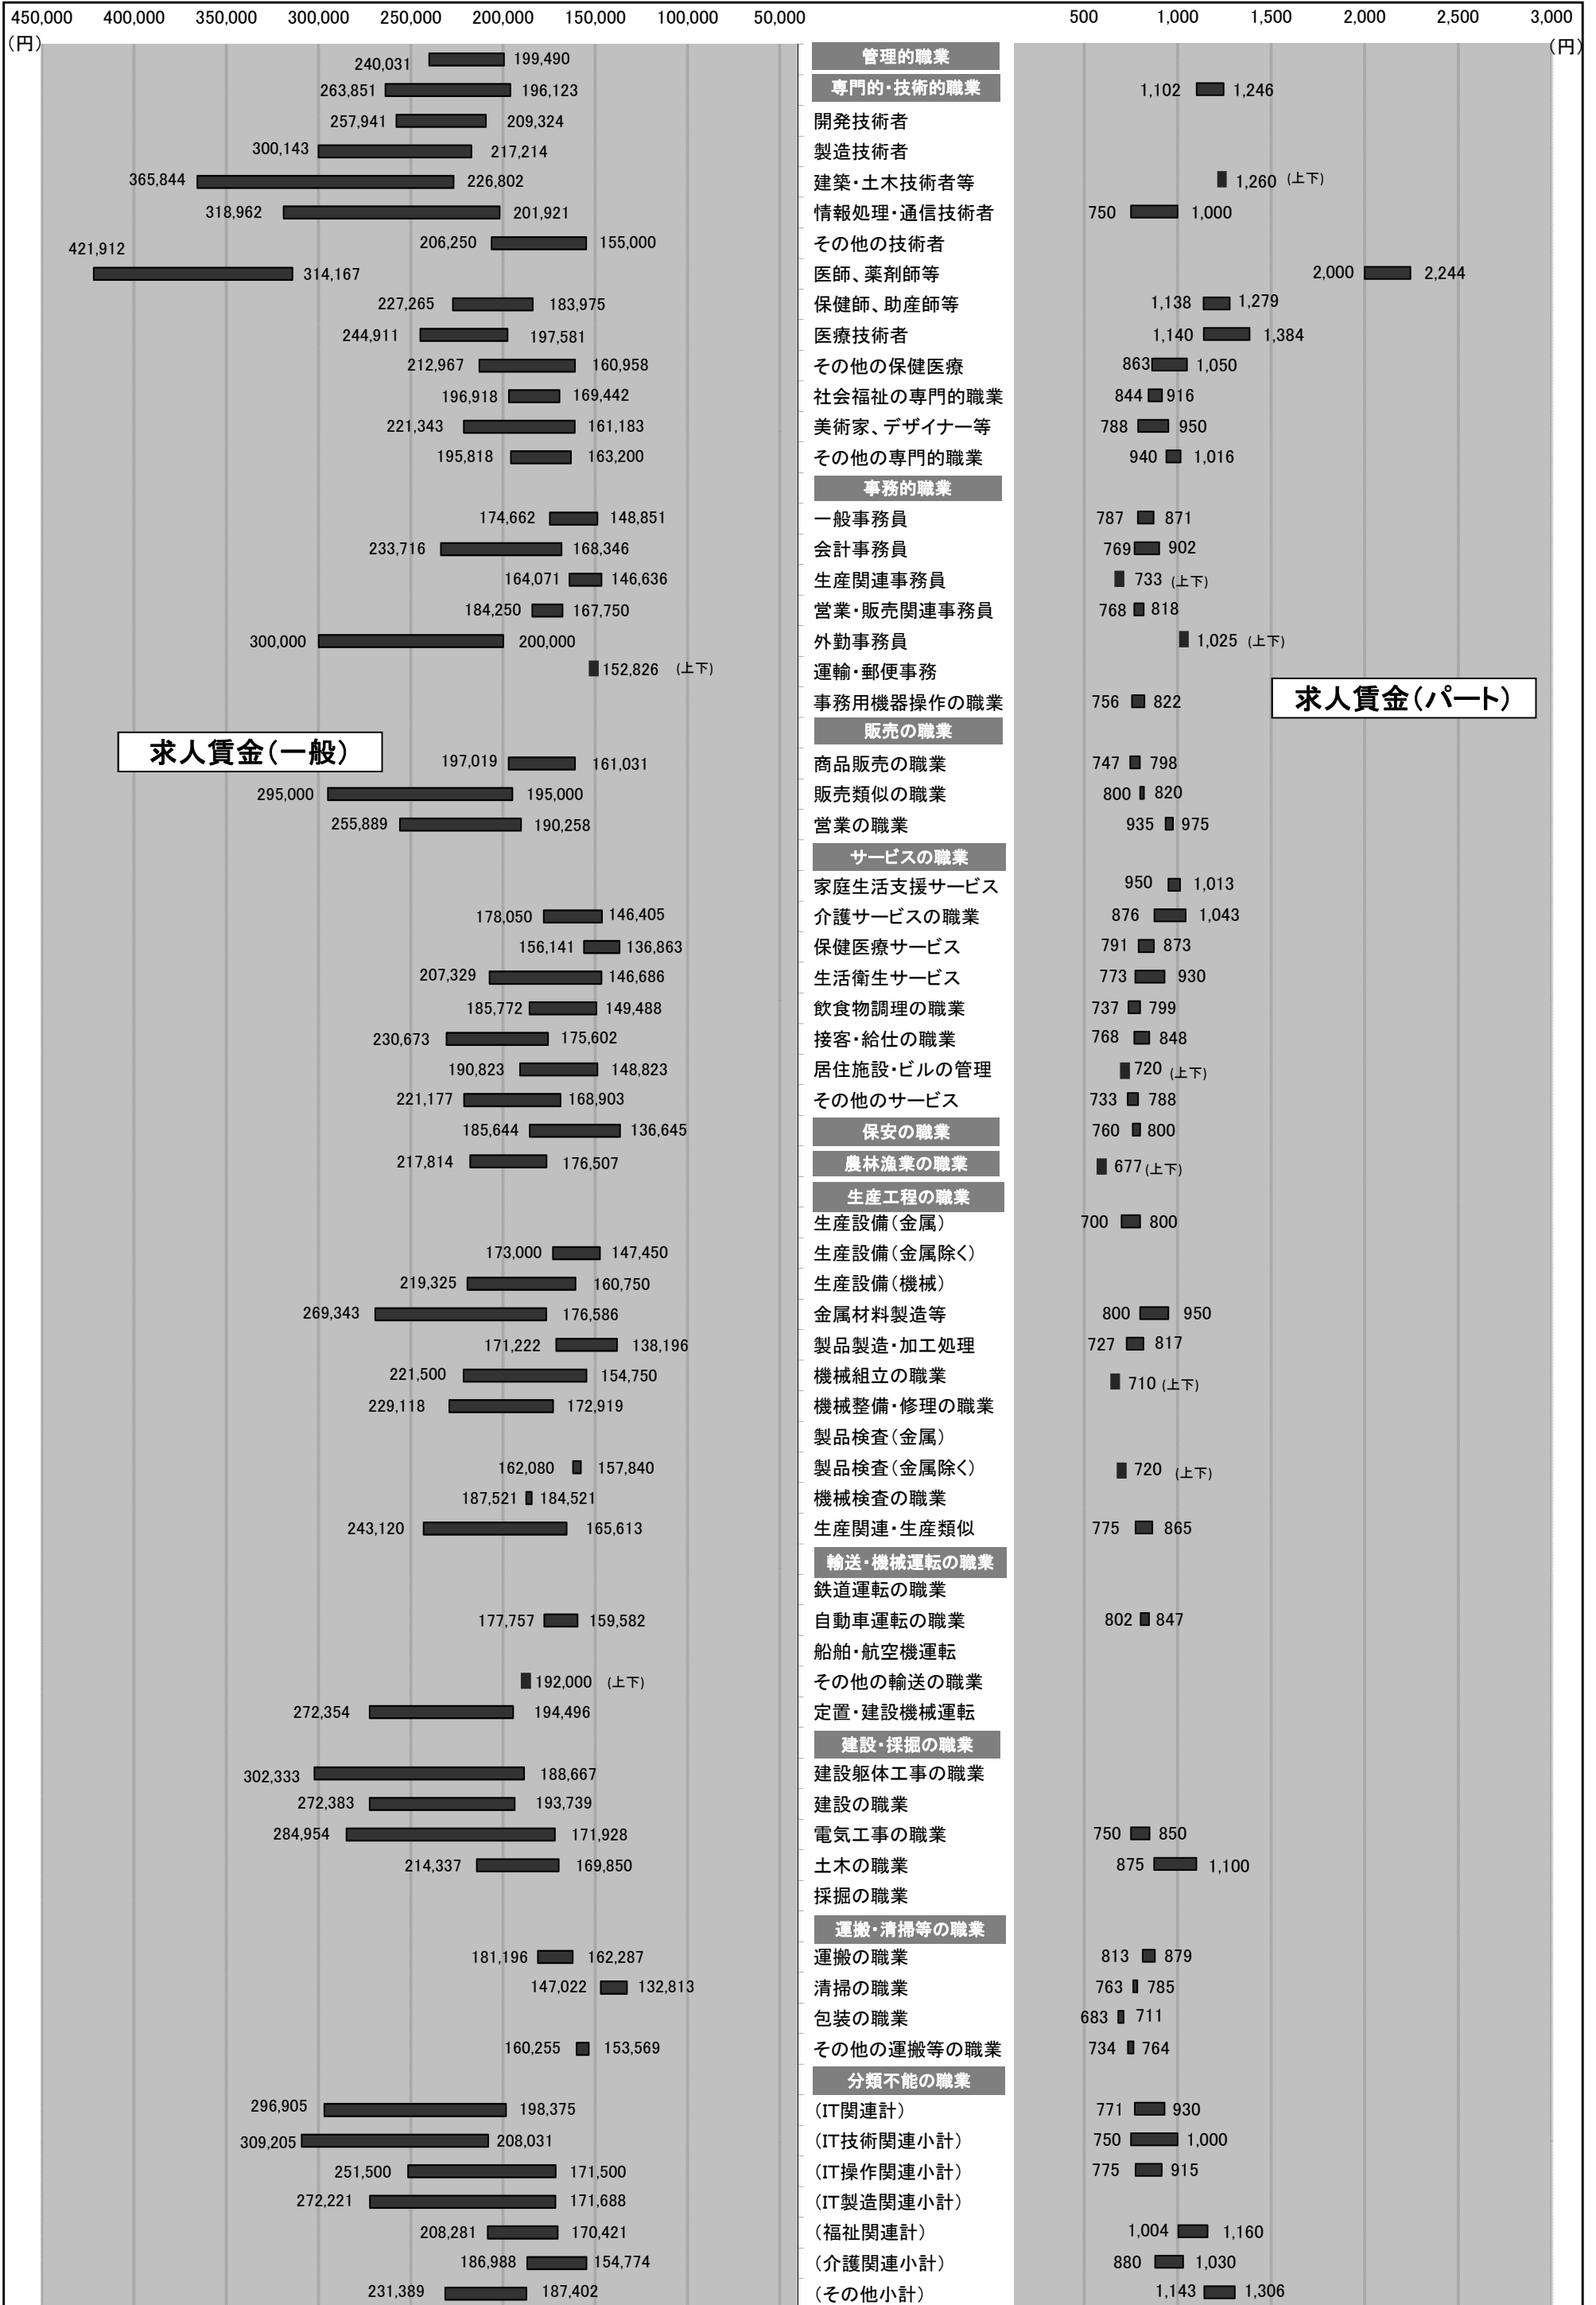 450,000 400,000 350,000 300,000 250,000 200,000 150,000 100,000 50,000 500 1,000 1,500 2,000 2,500 3,000
(円) (円)
240,031 199,490 管理的職業
263,851 196,123 専門的・技術的職業 1,102 1,246
257,941 209,324 開発技術者
300,143 217,214 製造技術者
365,844 226,802 建築・土木技術者等 1,260 (上下)
318,962 201,921 情報処理・通信技術者 750 1,000
206,250 155,000 その他の技術者
421,912 314,167 医師、薬剤師等 2,000 2,244
227,265 183,975 保健師、助産師等 1,138 1,279
244,911 197,581 医療技術者 1,140 1,384
212,967 160,958 その他の保健医療 863 1,050
196,918 169,442 社会福祉の専門的職業 844 916
221,343 161,183 美術家、デザイナー等 788 950
195,818 163,200 その他の専門的職業 940 1,016
事務的職業
174,662 148,851 一般事務員 787 871
233,716 168,346 会計事務員 769 902
164,071 146,636 生産関連事務員 733 (上下)
184,250 167,750 営業・販売関連事務員 768 818
300,000 200,000 外勤事務員 1,025 (上下)
152,826 (上下) 運輸・郵便事務
事務用機器操作の職業 756 822
求人賃金(パート)
販売の職業
求人賃金(一般)
197,019 161,031 商品販売の職業 747 798
295,000 195,000 販売類似の職業 800 820
255,889 190,258 営業の職業 935 975
サービスの職業
家庭生活支援サービス 950 1,013
178,050 146,405 介護サービスの職業 876 1,043
156,141 136,863 保健医療サービス 791 873
207,329 146,686 生活衛生サービス 773 930
185,772 149,488 飲食物調理の職業 737 799
230,673 175,602 接客・給仕の職業 768 848
190,823 148,823 居住施設・ビルの管理 720 (上下)
221,177 168,903 その他のサービス 733 788
185,644 136,645 保安の職業 760 800
217,814 176,507 農林漁業の職業 677 (上下)
生産工程の職業
生産設備(金属) 700 800
173,000 147,450 生産設備(金属除く)
219,325 160,750 生産設備(機械)
269,343 176,586 金属材料製造等 800 950
171,222 138,196 製品製造・加工処理 727 817
221,500 154,750 機械組立の職業 710 (上下)
229,118 172,919 機械整備・修理の職業
製品検査(金属)
162,080 157,840 製品検査(金属除く) 720 (上下)
187,521 184,521 機械検査の職業
243,120 165,613 生産関連・生産類似 775 865
輸送・機械運転の職業
鉄道運転の職業
177,757 159,582 自動車運転の職業 802 847
船舶・航空機運転
192,000 (上下) その他の輸送の職業
272,354 194,496 定置・建設機械運転
建設・採掘の職業
302,333 188,667 建設躯体工事の職業
272,383 193,739 建設の職業
284,954 171,928 電気工事の職業 750 850
214,337 169,850 土木の職業 875 1,100
採掘の職業
運搬・清掃等の職業
181,196 162,287 運搬の職業 813 879
147,022 132,813 清掃の職業 763 785
包装の職業 683 711
160,255 153,569 その他の運搬等の職業 734 764
分類不能の職業
296,905 198,375 (IT関連計) 771 930
309,205 208,031 (IT技術関連小計) 750 1,000
251,500 171,500 (IT操作関連小計) 775 915
272,221 171,688 (IT製造関連小計)
208,281 170,421 (福祉関連計) 1,004 1,160
186,988 154,774 (介護関連小計) 880 1,030
231,389 187,402 (その他小計) 1,143 1,306